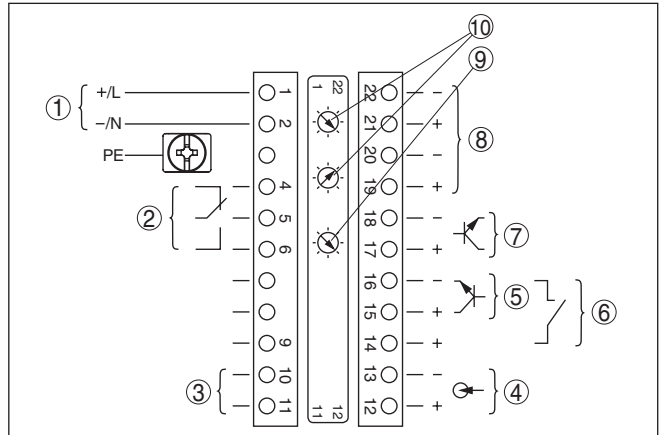 ⑩
⑨
① +/L 1 1 22 22 –
–/N 2 21 + ⑧
PE 20 –
4 19 +
② 5 18 – ⑦
6 17 +
16 – ⑤
15 + ⑥
9 14 +
③ 10 13 – ④
11 11 12 12 +